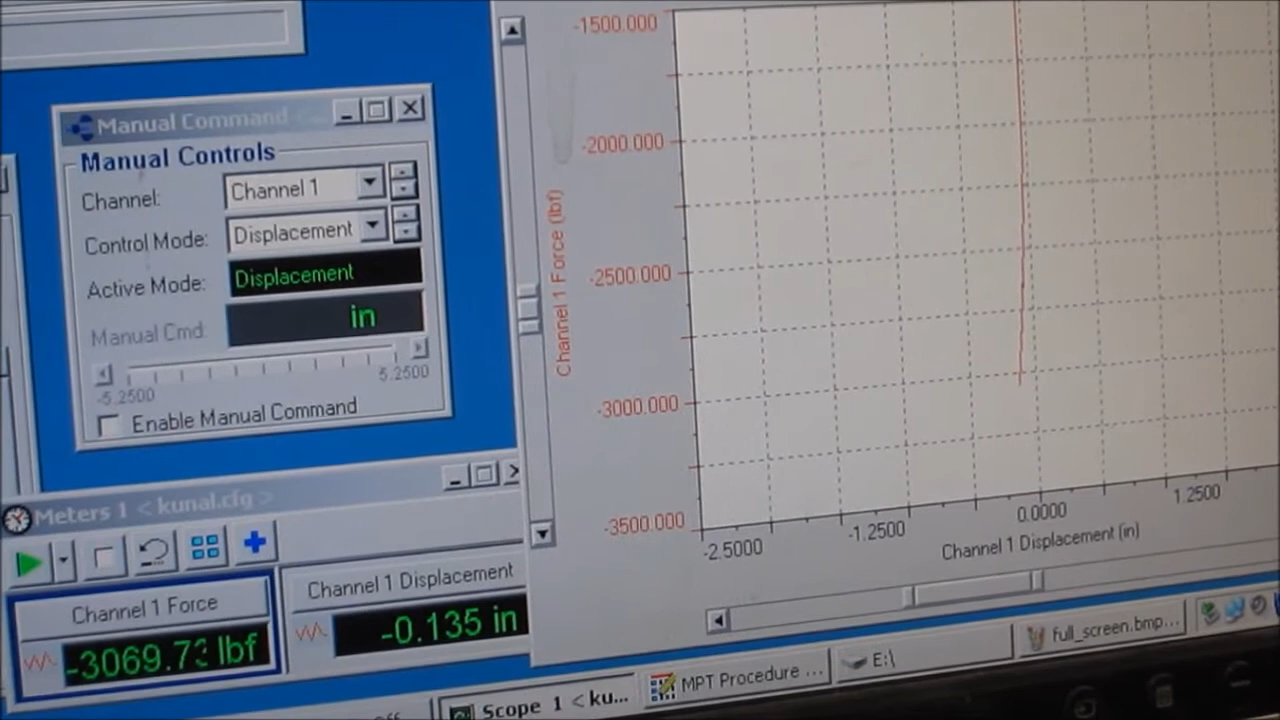 Manual Command
Manual Controls
Channel:
Channel 1
Control Mode:
Displacement
Active Mode:
Displacement
Manual Cmd:
in
-5.2500
5.2500
Enable Manual Command
Meters 1 < kunal.cfg >
Channel 1 Force
-3069.73 lbf
Channel 1 Displacement
-0.135 in
-1500.000
-2000.000
-2500.000
-3000.000
-3500.000
Channel 1 Force (lbf)
-2.5000
-1.2500
0.0000
1.2500
Channel 1 Displacement (in)
Scope 1 < ku...
MPT Procedure ...
E:\
full_screen.bmp...